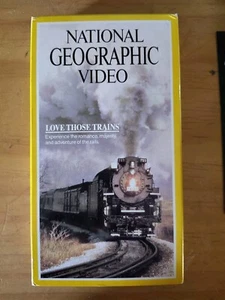 NATIONAL
GEOGRAPHIC
VIDEO
LOVE THOSE TRAINS
Experience the romance, mystery,
and adventure of the rails.